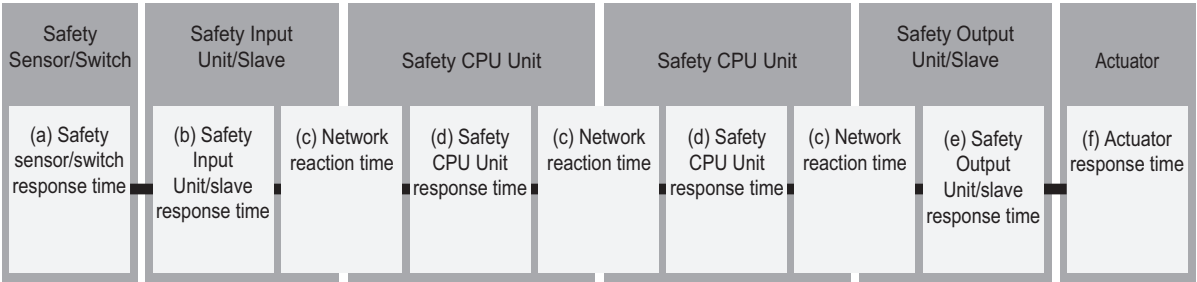 Safety
Sensor/Switch
Safety Input
Unit/Slave
Safety CPU Unit
Safety CPU Unit
Safety Output
Unit/Slave
Actuator
(a) Safety
sensor/switch
response time
(b) Safety
Input
Unit/slave
response time
(c) Network
reaction time
(d) Safety
CPU Unit
response time
(c) Network
reaction time
(d) Safety
CPU Unit
response time
(c) Network
reaction time
(e) Safety
Output
Unit/slave
response time
(f) Actuator
response time